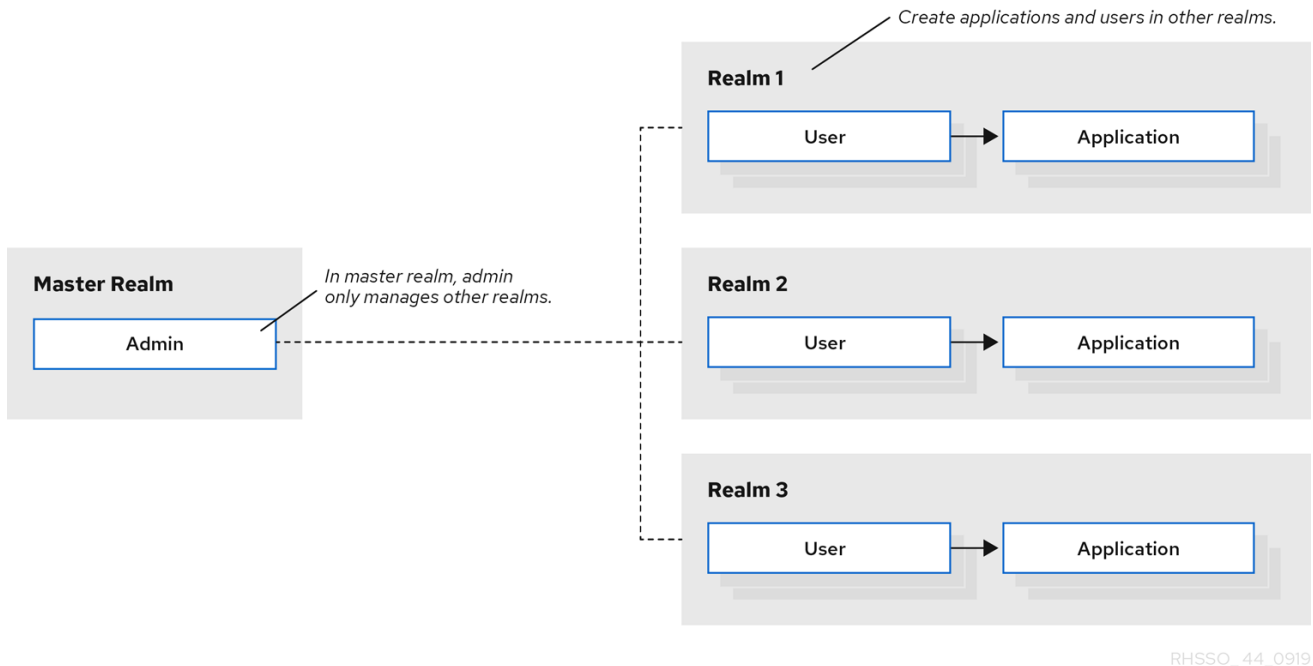 Create applications and users in other realms.
Realm 1
User
Application
Master Realm
In master realm, admin
only manages other realms.
Admin
Realm 2
User
Application
Realm 3
User
Application
RHSSO_44_0919